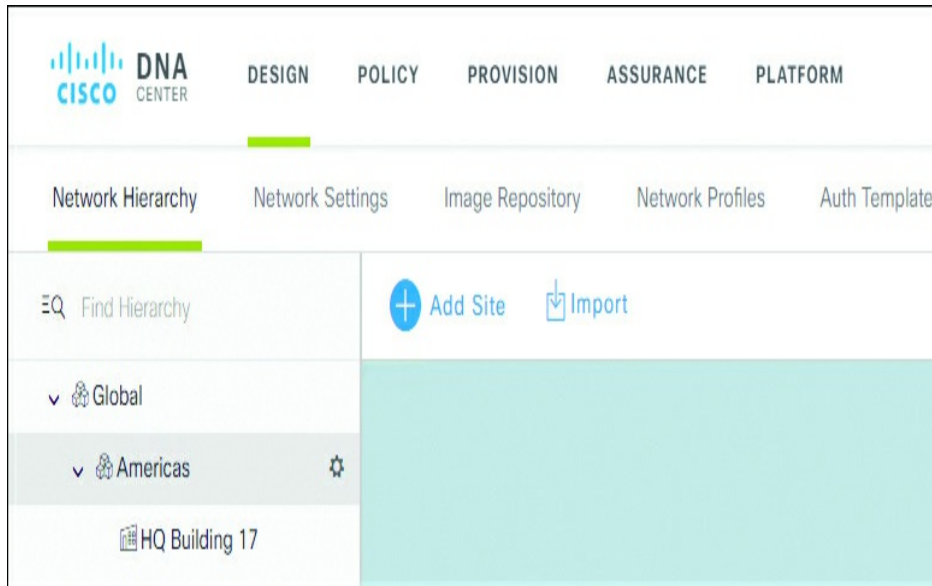 CISCO DNA CENTER
DESIGN POLICY PROVISION ASSURANCE PLATFORM
Network Hierarchy Network Settings Image Repository Network Profiles Auth Template
Find Hierarchy
Add Site Import
Global
Americas
HQ Building 17